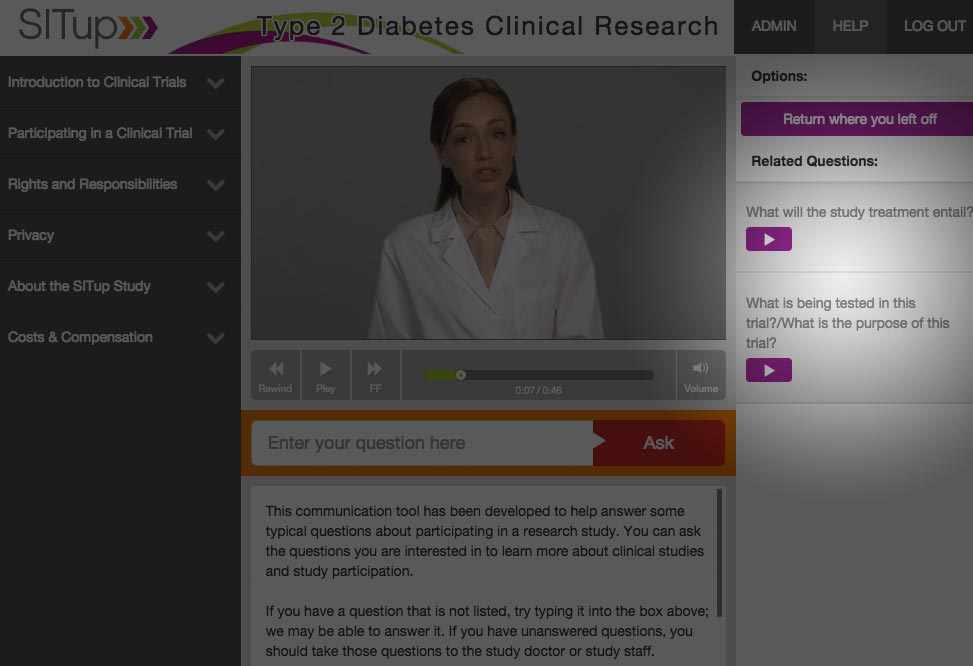 SITup
Type 2 Diabetes Clinical Research
ADMIN
HELP
LOG OUT
Introduction to Clinical Trials
Participating in a Clinical Trial
Rights and Responsibilities
Privacy
About the SITup Study
Costs & Compensation
Rewind
Play
FF
0:07 / 0:46
Volume
Enter your question here
Ask
This communication tool has been developed to help answer some
typical questions about participating in a research study. You can ask
the questions you are interested in to learn more about clinical studies
and study participation.
If you have a question that is not listed, try typing it into the box above;
we may be able to answer it. If you have unanswered questions, you
should take those questions to the study doctor or study staff.
Options:
Return where you left off
Related Questions:
What will the study treatment entail?
What is being tested in this
trial?/What is the purpose of this
trial?